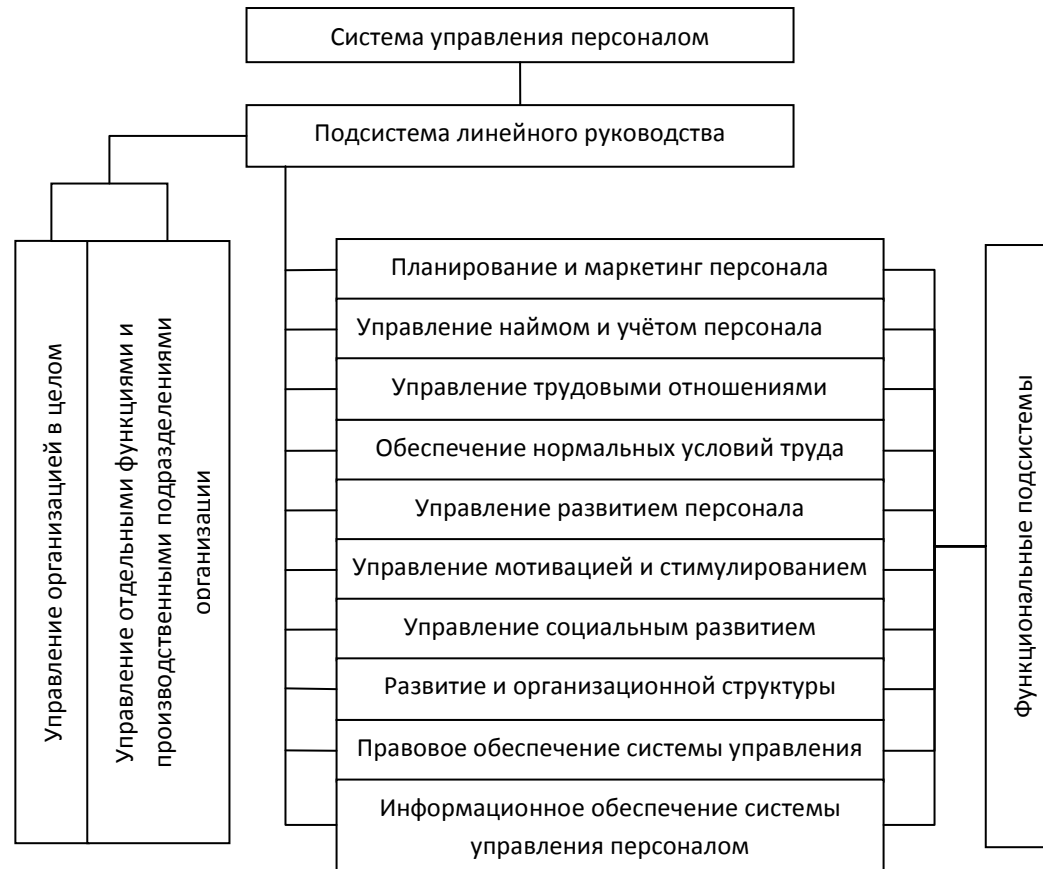 Система управления персоналом
Подсистема линейного руководства
Управление организацией в целом
Управление отдельными функциями и
производственными подразделениями
организации
Планирование и маркетинг персонала
Управление наймом и учётом персонала
Управление трудовыми отношениями
Обеспечение нормальных условий труда
Управление развитием персонала
Управление мотивацией и стимулированием
Управление социальным развитием
Развитие и организационной структуры
Правовое обеспечение системы управления
Информационное обеспечение системы
управления персоналом
Функциональные подсистемы